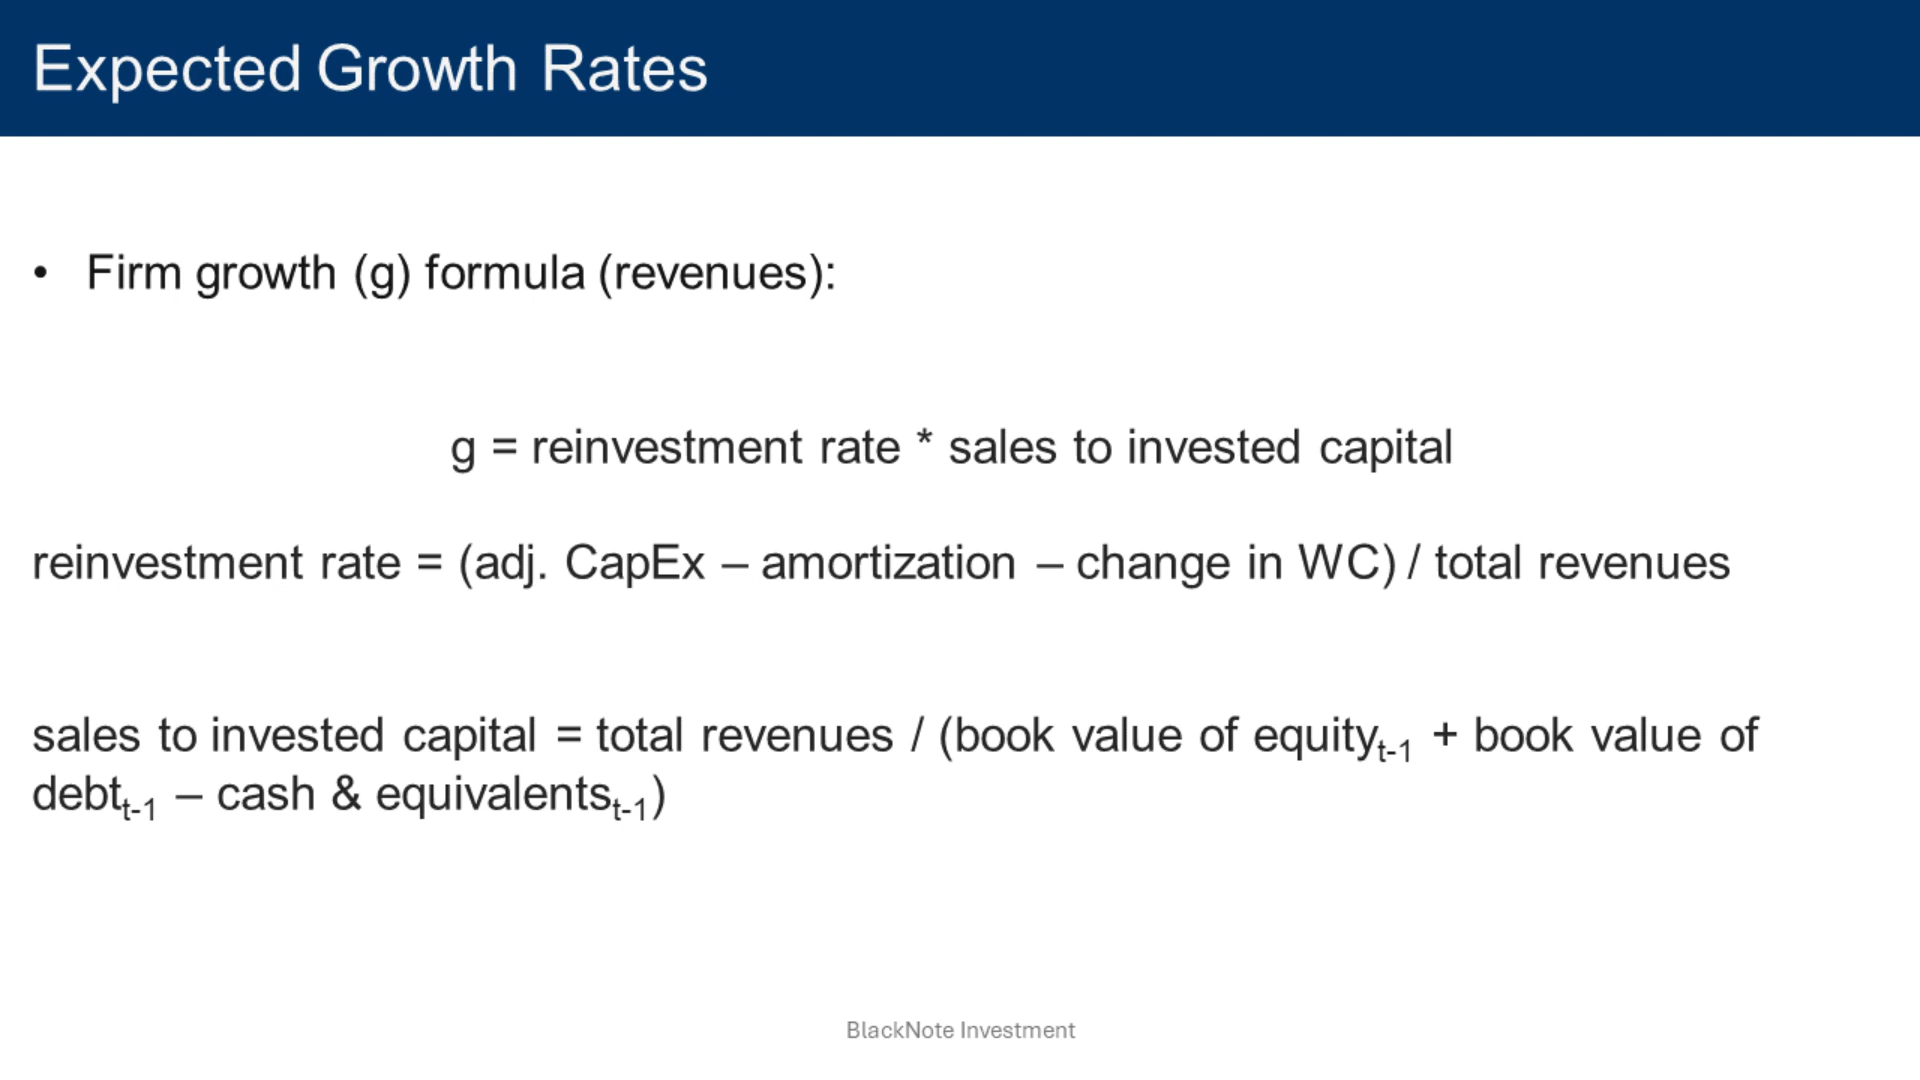 Expected Growth Rates
• Firm growth (g) formula (revenues):
g = reinvestment rate * sales to invested capital
reinvestment rate = (adj. CapEx – amortization – change in WC) / total revenues
sales to invested capital = total revenues / (book value of equityt-1 + book value of
debtt-1 – cash & equivalentst-1)
BlackNote Investment